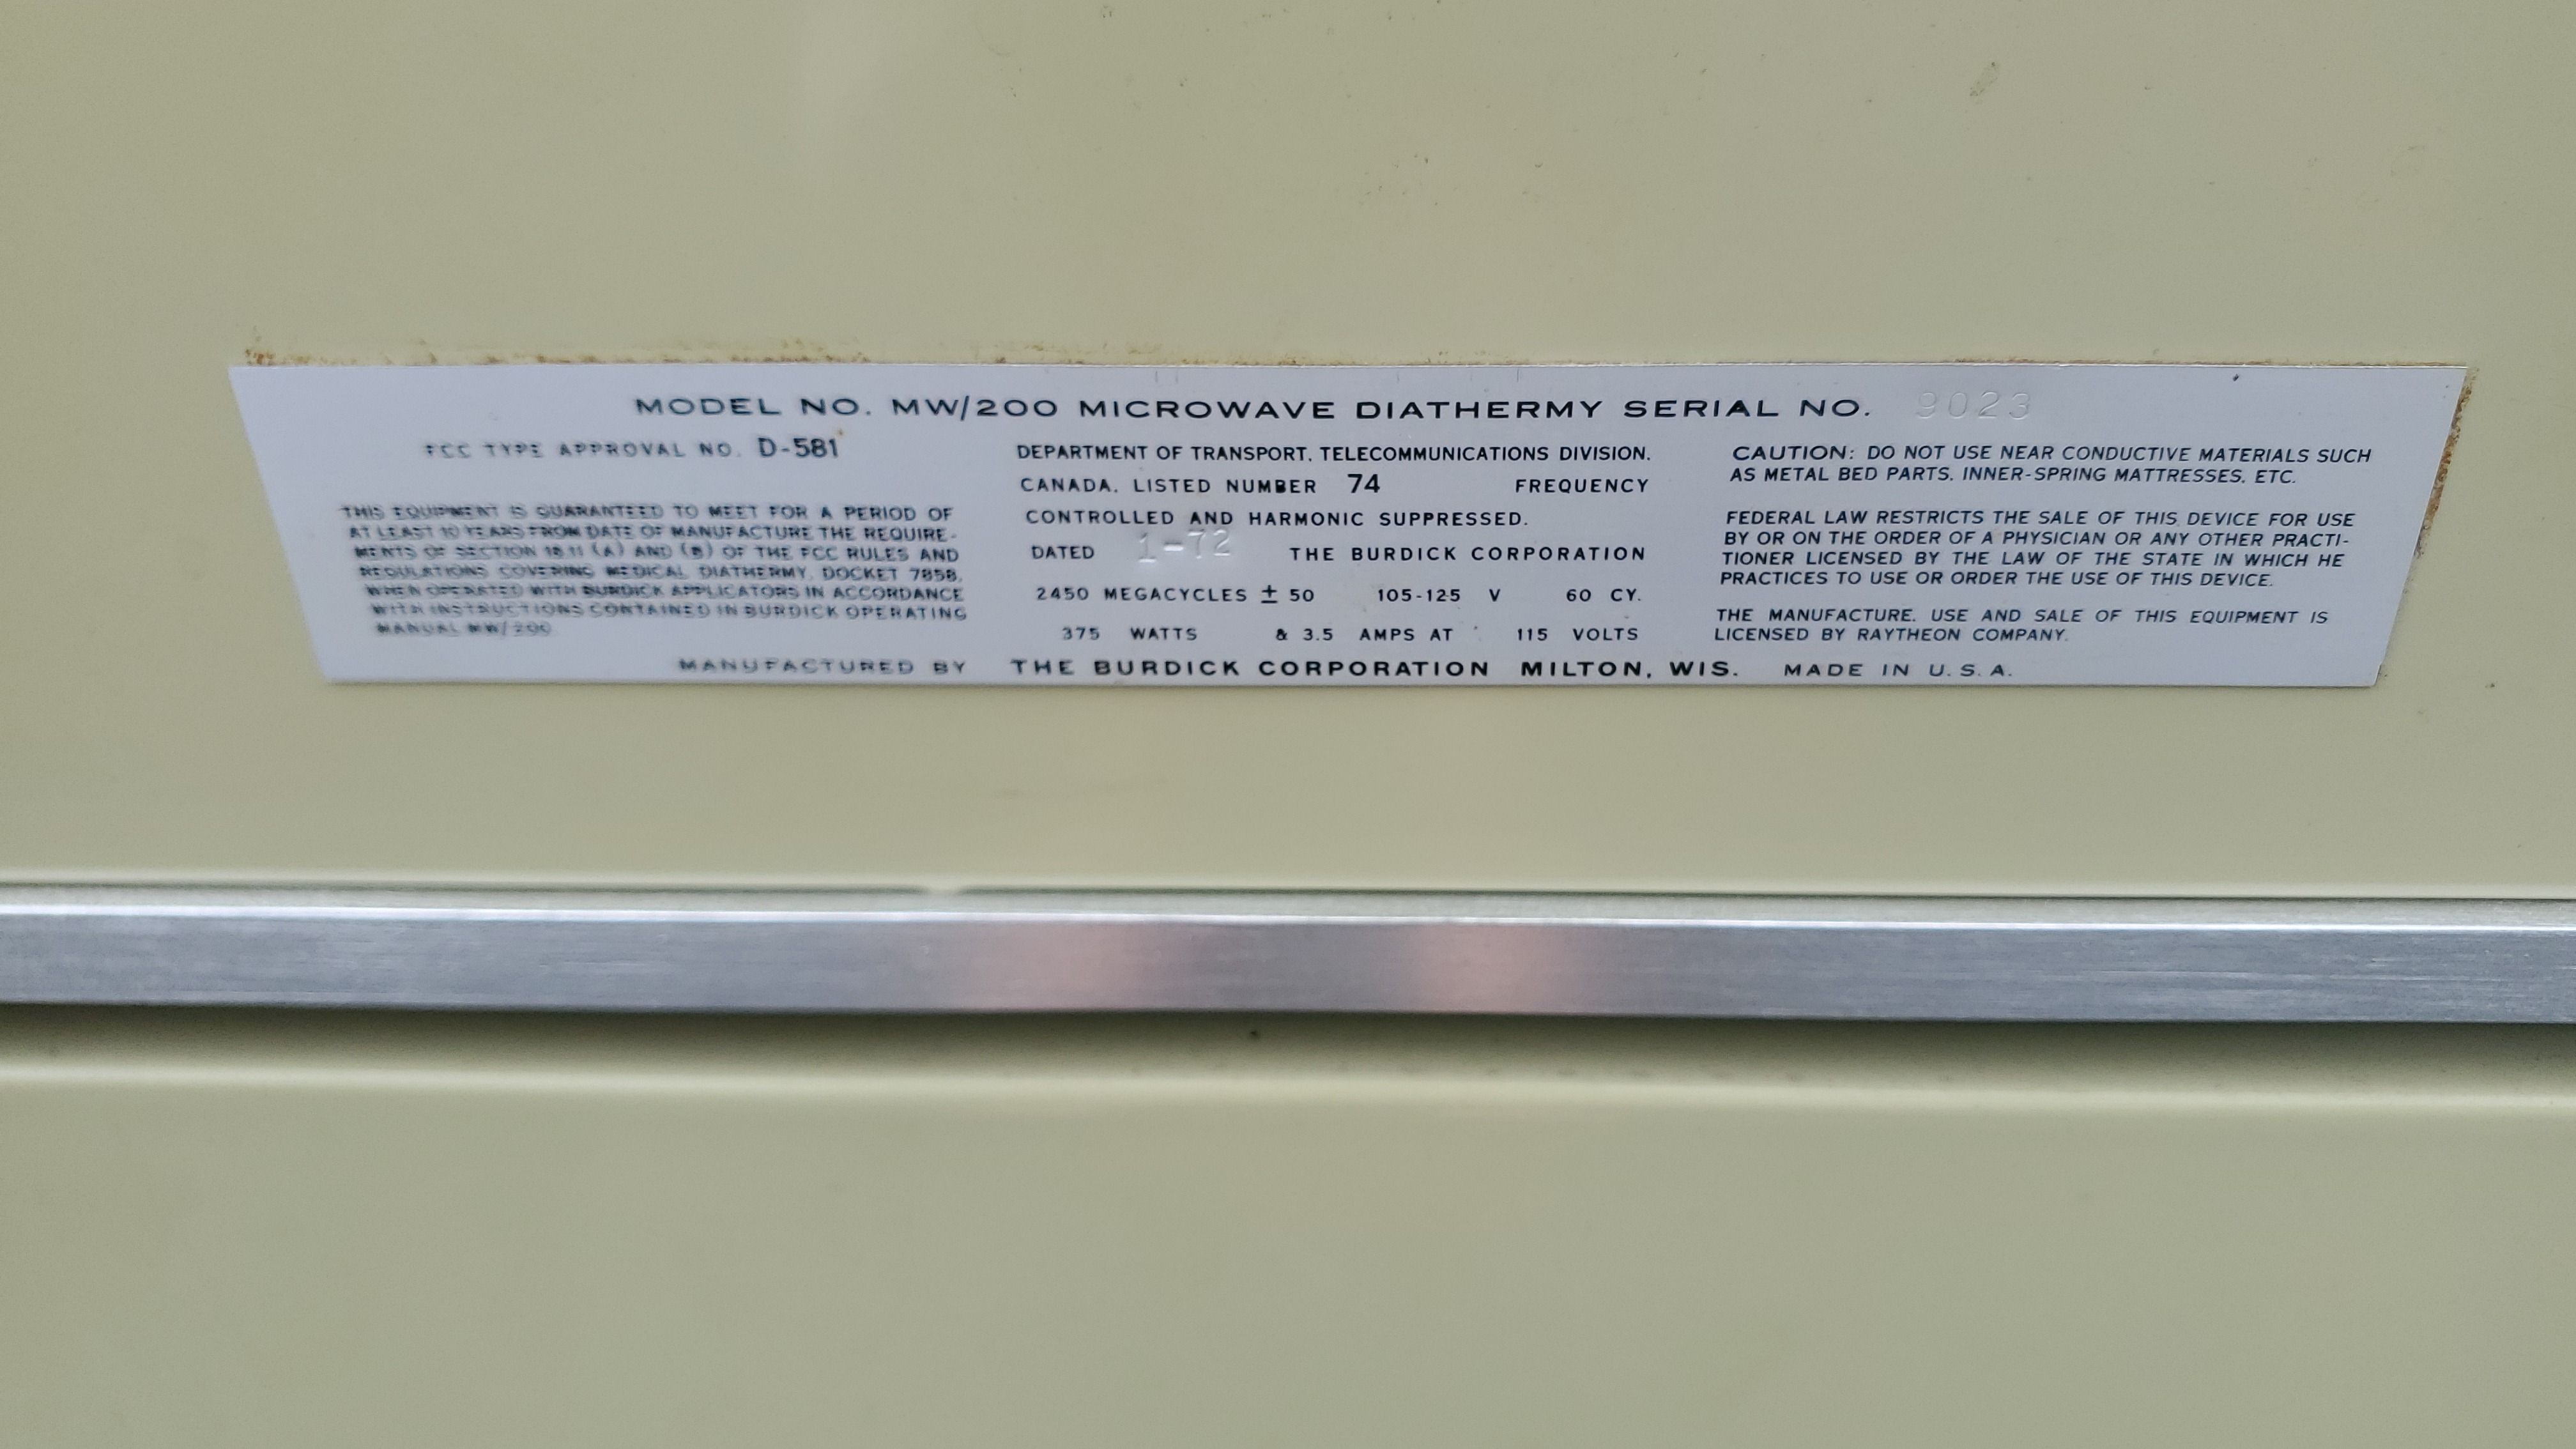 MODEL NO. MW/200 MICROWAVE DIATHERMY SERIAL NO. 9023
FCC TYPE APPROVAL NO. D-581
THIS EQUIPMENT IS GUARANTEED TO MEET FOR A PERIOD OF
AT LEAST 10 YEARS FROM DATE OF MANUFACTURE THE REQUIRE-
MENTS OF SECTION 18.11 (A) AND (B) OF THE FCC RULES AND
REGULATIONS COVERING MEDICAL DIATHERMY, DOCKET 7858,
WHEN OPERATED WITH BURDICK APPLICATORS IN ACCORDANCE
WITH INSTRUCTIONS CONTAINED IN BURDICK OPERATING
MANUAL MW/200
DEPARTMENT OF TRANSPORT, TELECOMMUNICATIONS DIVISION.
CANADA. LISTED NUMBER 74 FREQUENCY
CONTROLLED AND HARMONIC SUPPRESSED.
DATED 1-72 THE BURDICK CORPORATION
2450 MEGACYCLES ± 50 105-125 V 60 CY.
375 WATTS & 3.5 AMPS AT 115 VOLTS
CAUTION: DO NOT USE NEAR CONDUCTIVE MATERIALS SUCH
AS METAL BED PARTS, INNER-SPRING MATTRESSES, ETC.
FEDERAL LAW RESTRICTS THE SALE OF THIS DEVICE FOR USE
BY OR ON THE ORDER OF A PHYSICIAN OR ANY OTHER PRACTI-
TIONER LICENSED BY THE LAW OF THE STATE IN WHICH HE
PRACTICES TO USE OR ORDER THE USE OF THIS DEVICE.
THE MANUFACTURE, USE AND SALE OF THIS EQUIPMENT IS
LICENSED BY RAYTHEON COMPANY.
MANUFACTURED BY THE BURDICK CORPORATION MILTON, WIS. MADE IN U.S.A.